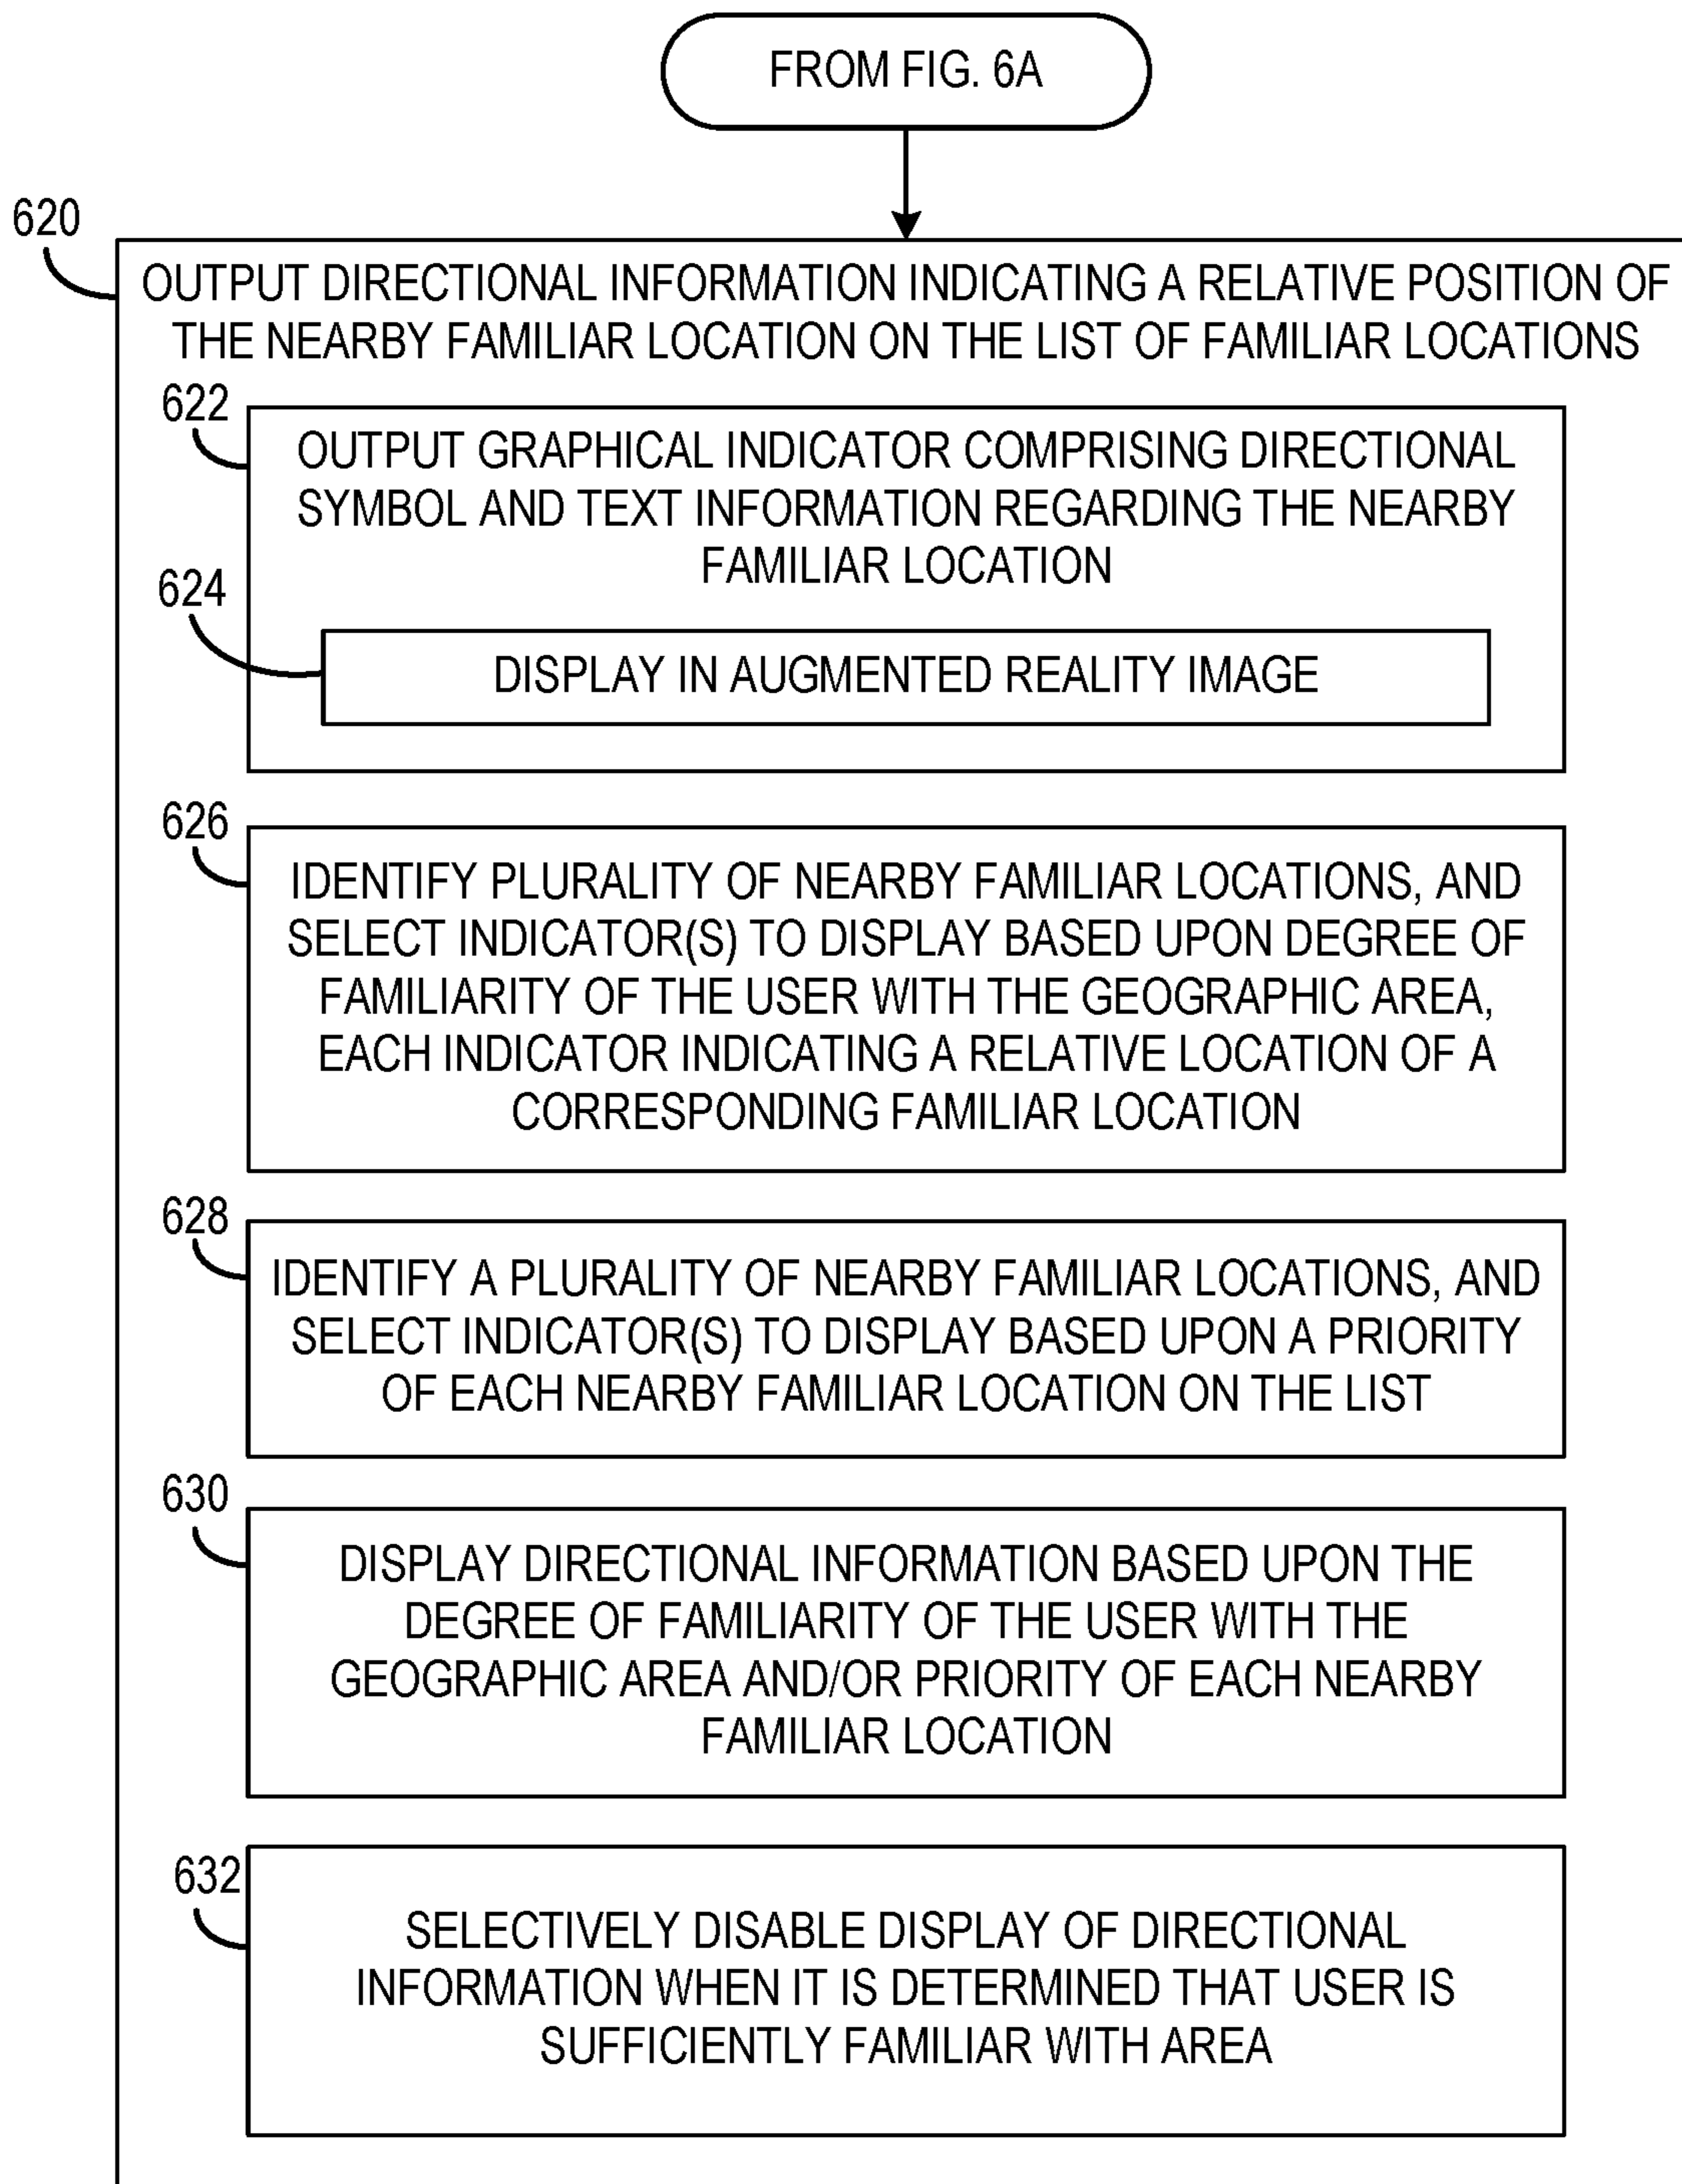 FROM FIG. 6A
620
OUTPUT DIRECTIONAL INFORMATION INDICATING A RELATIVE POSITION OF
THE NEARBY FAMILIAR LOCATION ON THE LIST OF FAMILIAR LOCATIONS
622
OUTPUT GRAPHICAL INDICATOR COMPRISING DIRECTIONAL
SYMBOL AND TEXT INFORMATION REGARDING THE NEARBY
FAMILIAR LOCATION
624
DISPLAY IN AUGMENTED REALITY IMAGE
626
IDENTIFY PLURALITY OF NEARBY FAMILIAR LOCATIONS, AND
SELECT INDICATOR(S) TO DISPLAY BASED UPON DEGREE OF
FAMILIARITY OF THE USER WITH THE GEOGRAPHIC AREA,
EACH INDICATOR INDICATING A RELATIVE LOCATION OF A
CORRESPONDING FAMILIAR LOCATION
628
IDENTIFY A PLURALITY OF NEARBY FAMILIAR LOCATIONS, AND
SELECT INDICATOR(S) TO DISPLAY BASED UPON A PRIORITY
OF EACH NEARBY FAMILIAR LOCATION ON THE LIST
630
DISPLAY DIRECTIONAL INFORMATION BASED UPON THE
DEGREE OF FAMILIARITY OF THE USER WITH THE
GEOGRAPHIC AREA AND/OR PRIORITY OF EACH NEARBY
FAMILIAR LOCATION
632
SELECTIVELY DISABLE DISPLAY OF DIRECTIONAL
INFORMATION WHEN IT IS DETERMINED THAT USER IS
SUFFICIENTLY FAMILIAR WITH AREA